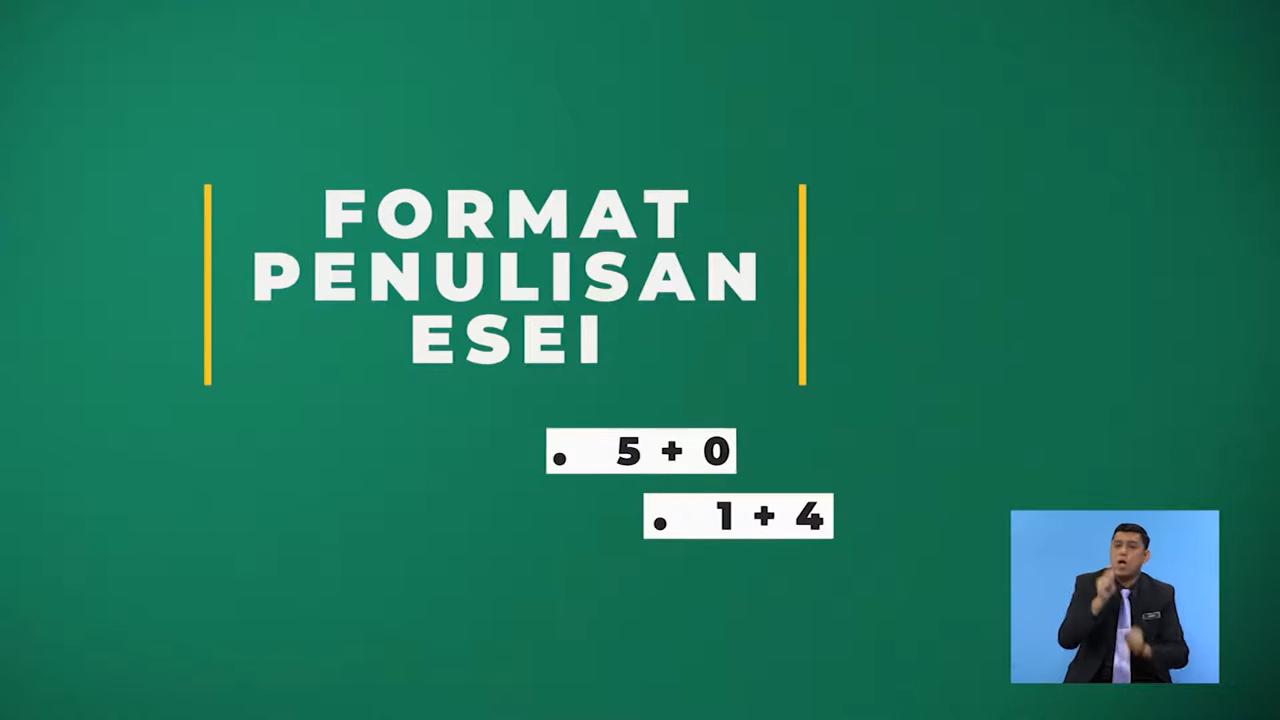 FORMAT
PENULISAN
ESEI
• 5 + 0
• 1 + 4